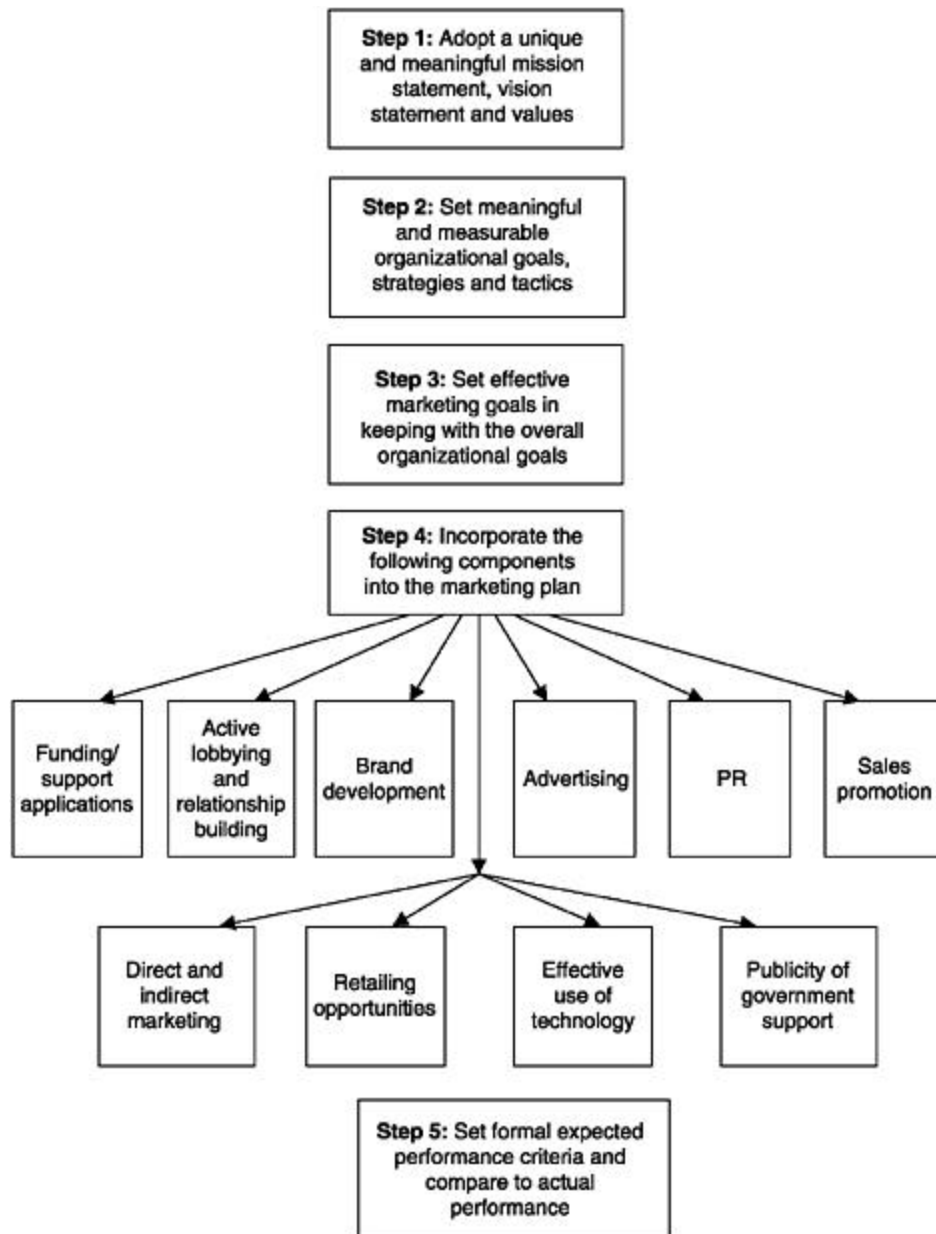 Step 1: Adopt a unique
and meaningful mission
statement, vision
statement and values
Step 2: Set meaningful
and measurable
organizational goals,
strategies and tactics
Step 3: Set effective
marketing goals in
keeping with the overall
organizational goals
Step 4: Incorporate the
following components
into the marketing plan
Funding/
support
applications
Active
lobbying
and
relationship
building
Brand
development
Advertising
PR
Sales
promotion
Direct and
indirect
marketing
Retailing
opportunities
Effective
use of
technology
Publicity of
government
support
Step 5: Set formal expected
performance criteria and
compare to actual
performance